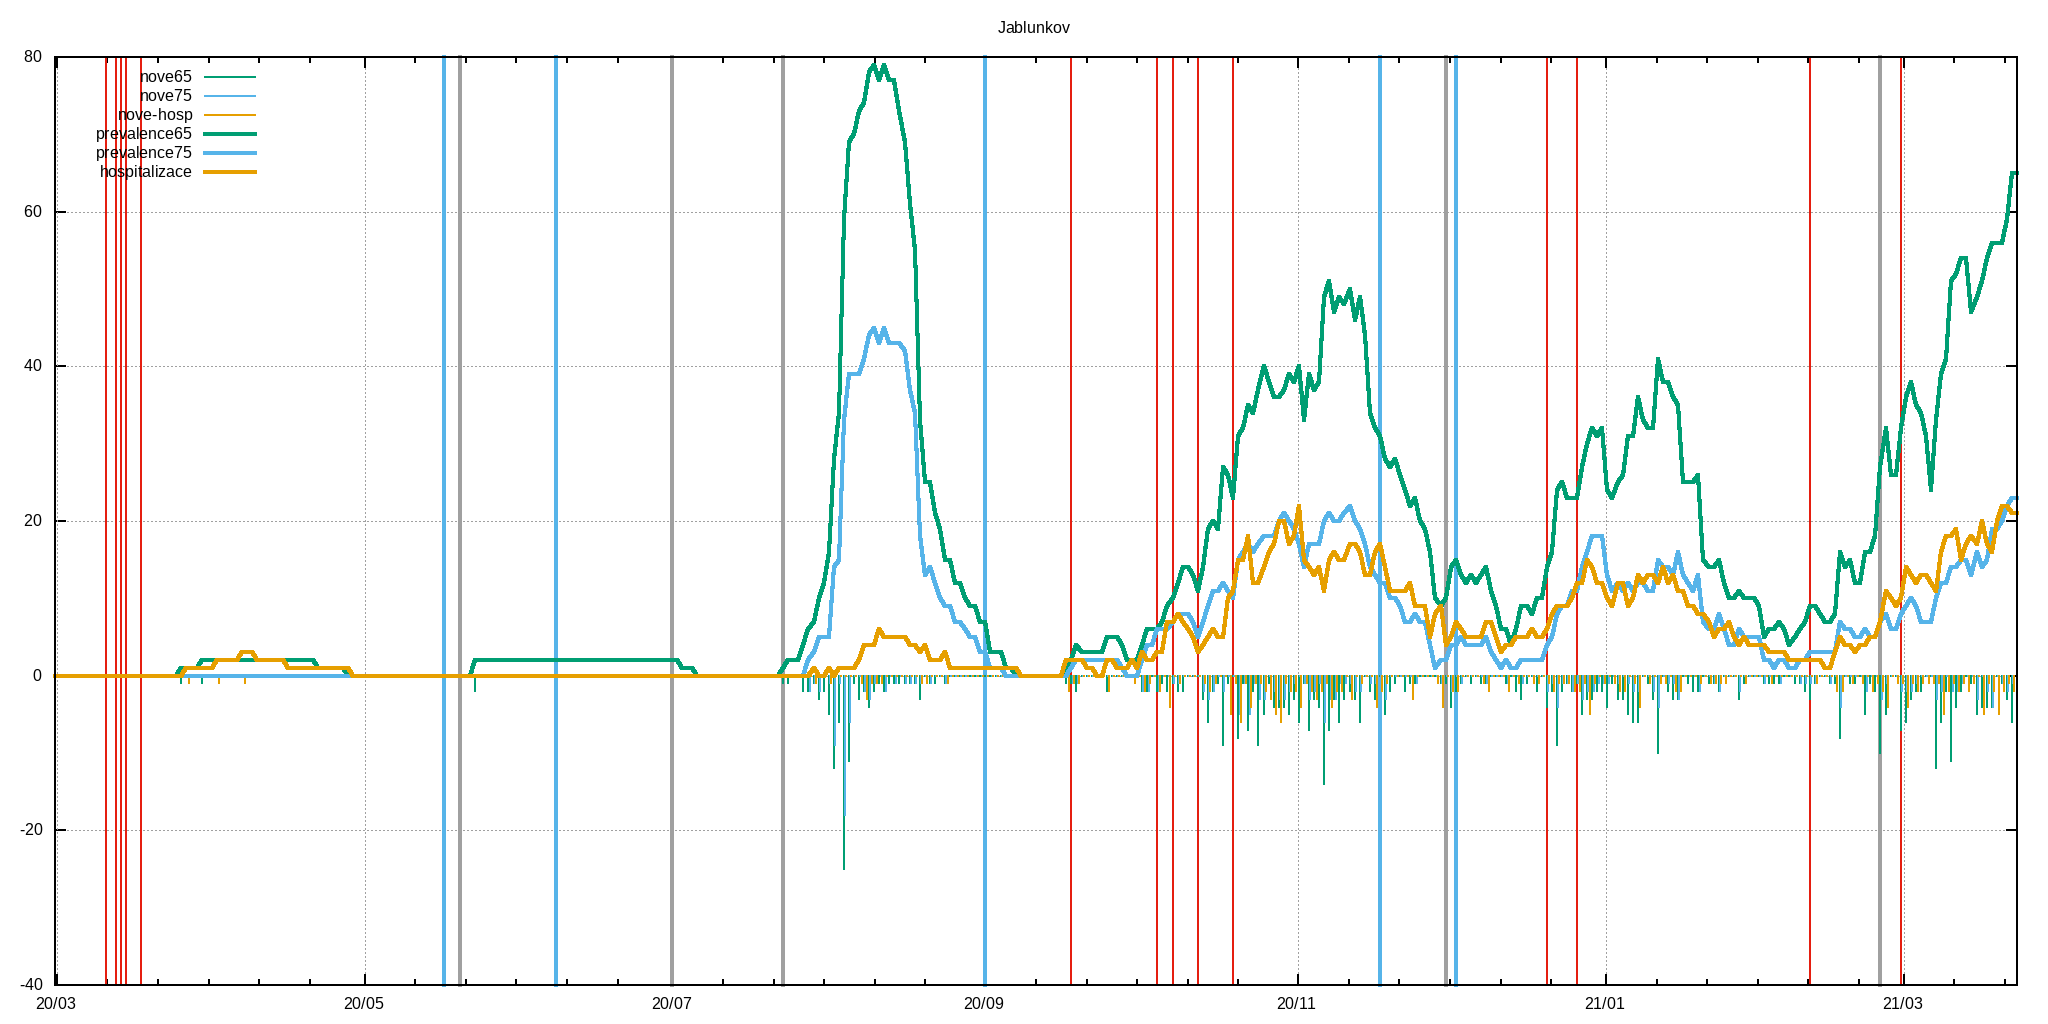 Jablunkov
80
nove65
nove75
nove-hosp
prevalence65
prevalence75
hospitalizace
60
40
20
0
-20
-40
20/03 20/05 20/07 20/09 20/11 21/01 21/03